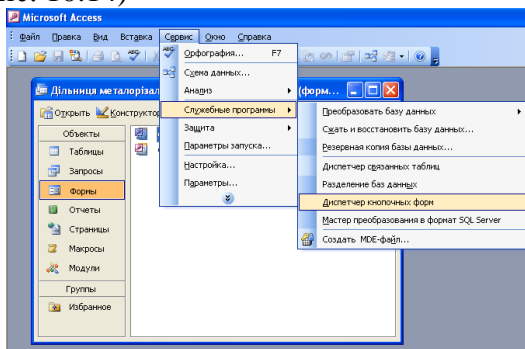 Microsoft Access
Файл Правка Вид Вставка Сервис Окно Справка
Орфография... F7
Схема данных...
Анализ
Служебные программы
Защита
Параметры запуска...
Настройка...
Параметры...
Преобразовать базу данных
Сжать и восстановить базу данных...
Резервная копия базы данных...
Диспетчер связанных таблиц
Разделение баз данных
Диспетчер кнопочных форм
Мастер преобразования в формат SQL Server
Создать MDE-файл...
Дільниця (форм...
Открыть
Объекты
Таблицы
Запросы
Формы
Отчеты
Страницы
Макросы
Модули
Группы
Избранное